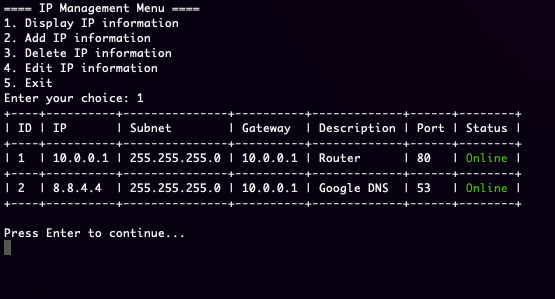 ==== IP Management Menu ====
1. Display IP information
2. Add IP information
3. Delete IP information
4. Edit IP information
5. Exit
Enter your choice: 1
+----+----------+---------------+----------+-------------+------+--------+
| ID | IP       | Subnet        | Gateway  | Description | Port | Status |
+----+----------+---------------+----------+-------------+------+--------+
| 1  | 10.0.0.1 | 255.255.255.0 | 10.0.0.1 | Router      | 80   | Online |
+----+----------+---------------+----------+-------------+------+--------+
| 2  | 8.8.4.4  | 255.255.255.0 | 10.0.0.1 | Google DNS  | 53   | Online |
+----+----------+---------------+----------+-------------+------+--------+
Press Enter to continue...